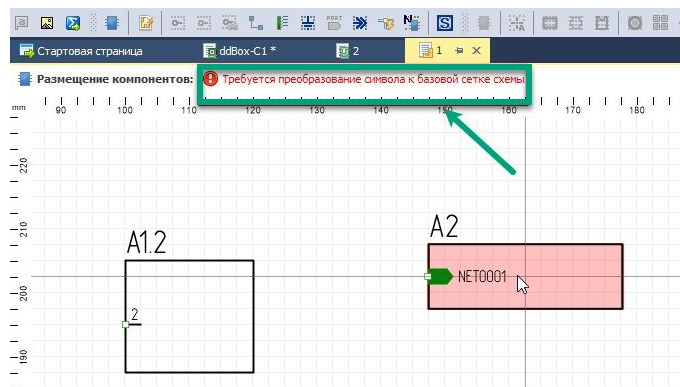 PORT
Стартовая страница ddBox-C1 * 2 1
Размещение компонентов: Требуется преобразование символа к базовой сетке схемы
mm 90 100 110 120 130 140 150 160 170 180
220
210
A2
A1.2
NET0001
200
2
190